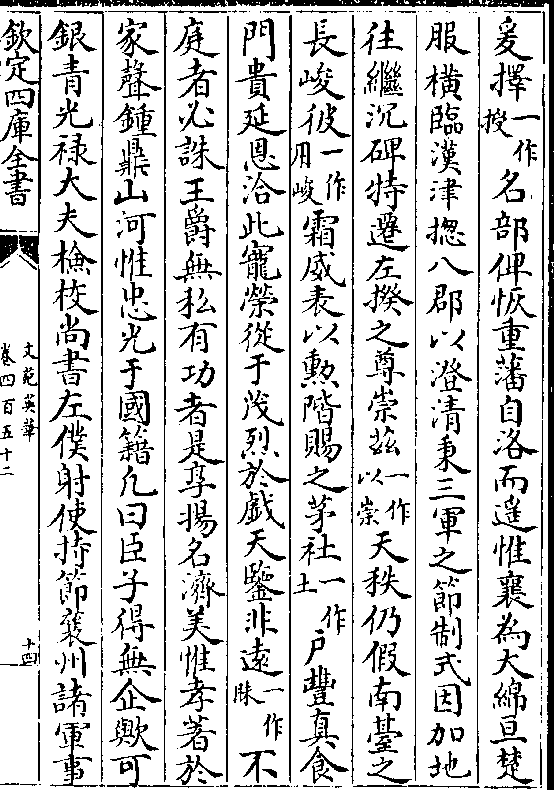 爰擇一作授名部俾恢重藩自洛而遥惟襄為大綿亘楚
服横臨漢津揔八郡以澄清秉三軍之節制式因加地
往繼沉碑特遷左揆之尊崇茲一作以崇天秩仍假南臺之
長峻彼一作用峻霜威表以勲階賜之茅社一作土户豐真食
門貴延恩洽此寵榮從于茂烈於戯天鑒非遠一作昧不
庭者必誅王爵無私有功者是享揚名濟美惟孝著於
家聲鍾鼎山河惟忠光于國籍凡曰臣子得無企歟可
銀青光禄大夫檢校尚書左僕射使持節襄州諸軍事
欽定四庫全書
文苑英華
卷四百五十二
十四